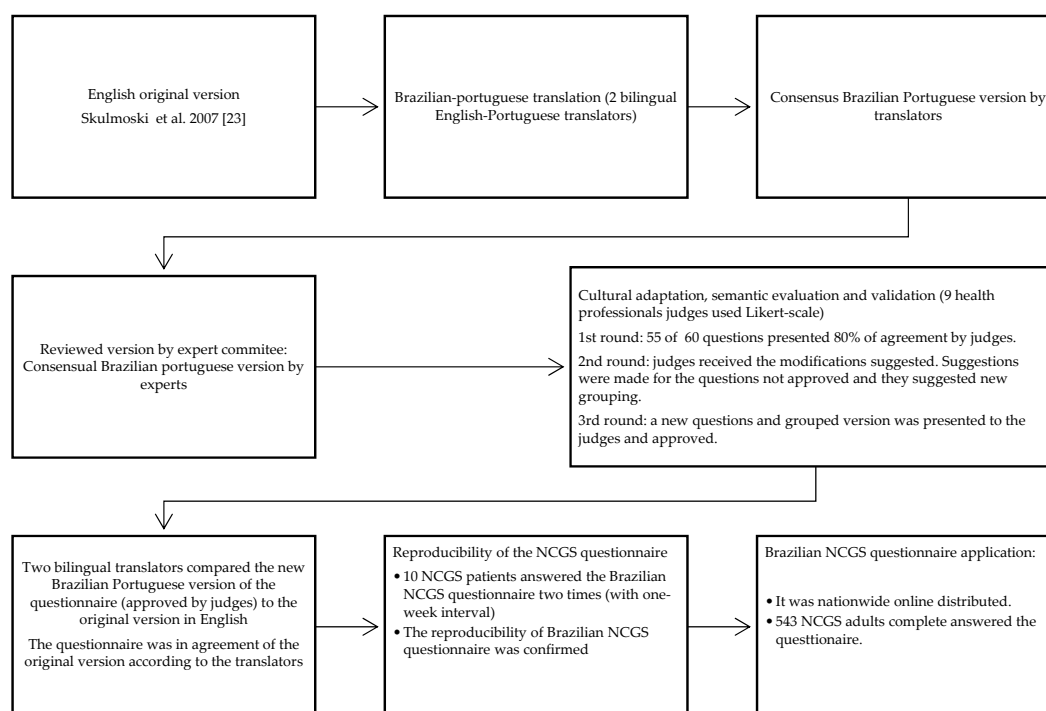 English original version
Skulmoski et al. 2007 [23]
Brazilian-portuguese translation (2 bilingual
English-Portuguese translators)
Consensus Brazilian Portuguese version by
translators
Reviewed version by expert commitee:
Consensual Brazilian portuguese version by
experts
Cultural adaptation, semantic evaluation and validation (9 health
professionals judges used Likert-scale)
1st round: 55 of 60 questions presented 80% of agreement by judges.
2nd round: judges received the modifications suggested. Suggestions
were made for the questions not approved and they suggested new
grouping.
3rd round: a new questions and grouped version was presented to the
judges and approved.
Two bilingual translators compared the new
Brazilian Portuguese version of the
questionnaire (approved by judges) to the
original version in English
The questionnaire was in agreement of the
original version according to the translators
Reproducibility of the NCGS questionnaire
• 10 NCGS patients answered the Brazilian
NCGS questionnaire two times (with one-
week interval)
• The reproducibility of Brazilian NCGS
questionnaire was confirmed
Brazilian NCGS questionnaire application:
• It was nationwide online distributed.
• 543 NCGS adults complete answered the
questtionaire.